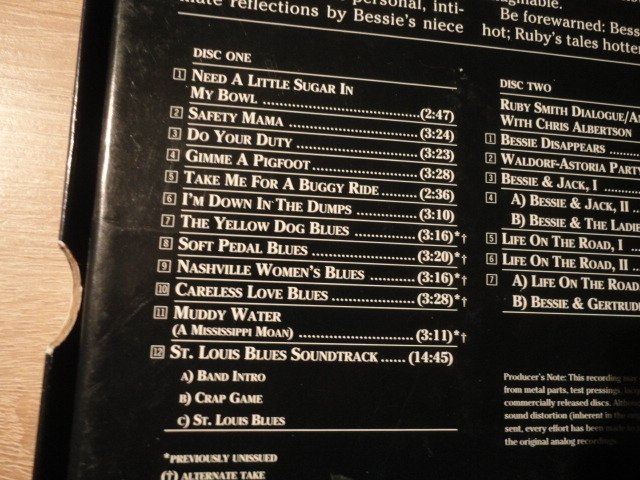 personal, inti-
mate reflections by Bessie's niece
Be forewarned: Bess
hot; Ruby's tales hotter
DISC ONE
1 NEED A LITTLE SUGAR IN
MY BOWL ........(2:47)
2 SAFETY MAMA ........(3:24)
3 DO YOUR DUTY ........(3:23)
4 GIMME A PIGFOOT ........(3:28)
5 TAKE ME FOR A BUGGY RIDE ........(2:36)
6 I'M DOWN IN THE DUMPS ........(3:10)
7 THE YELLOW DOG BLUES ........(3:16)*†
8 SOFT PEDAL BLUES ........(3:20)*†
9 NASHVILLE WOMEN'S BLUES ........(3:16)*†
10 CARELESS LOVE BLUES ........(3:28)*†
11 MUDDY WATER
(A MISSISSIPPI MOAN) ........(3:11)*†
12 ST. LOUIS BLUES SOUNDTRACK ...... (14:45)
A) BAND INTRO
B) CRAP GAME
C) ST. LOUIS BLUES
*PREVIOUSLY UNISSUED
(†) ALTERNATE TAKE
DISC TWO
RUBY SMITH DIALOGUE/
WITH CHRIS ALBERTSON
1 BESSIE DISAPPEARS
2 WALDORF-ASTORIA PARTY
3 BESSIE & JACK, I
4 A) BESSIE & JACK, II
B) BESSIE & THE LADIE
5 LIFE ON THE ROAD, I
6 LIFE ON THE ROAD, II
7 A) LIFE ON THE ROAD
B) BESSIE & GERTRUD
Producer's Note: This recording
from metal parts, test pressings,
commercially released discs.
sound distortion (inherent in the
sent, every effort has been made
the original analog recordings.